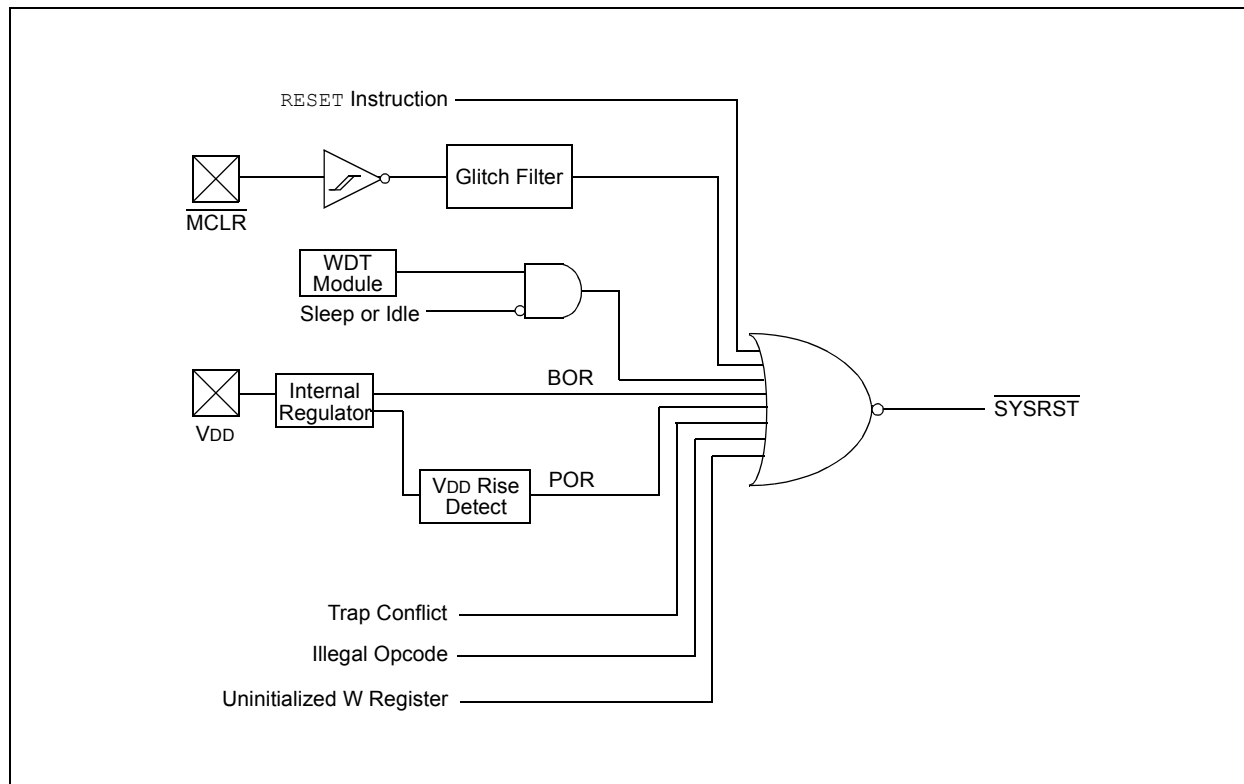 RESET Instruction
MCLR
Glitch Filter
WDT
Module
Sleep or Idle
VDD
Internal
Regulator
BOR
VDD Rise
Detect
POR
SYSRST
Trap Conflict
Illegal Opcode
Uninitialized W Register